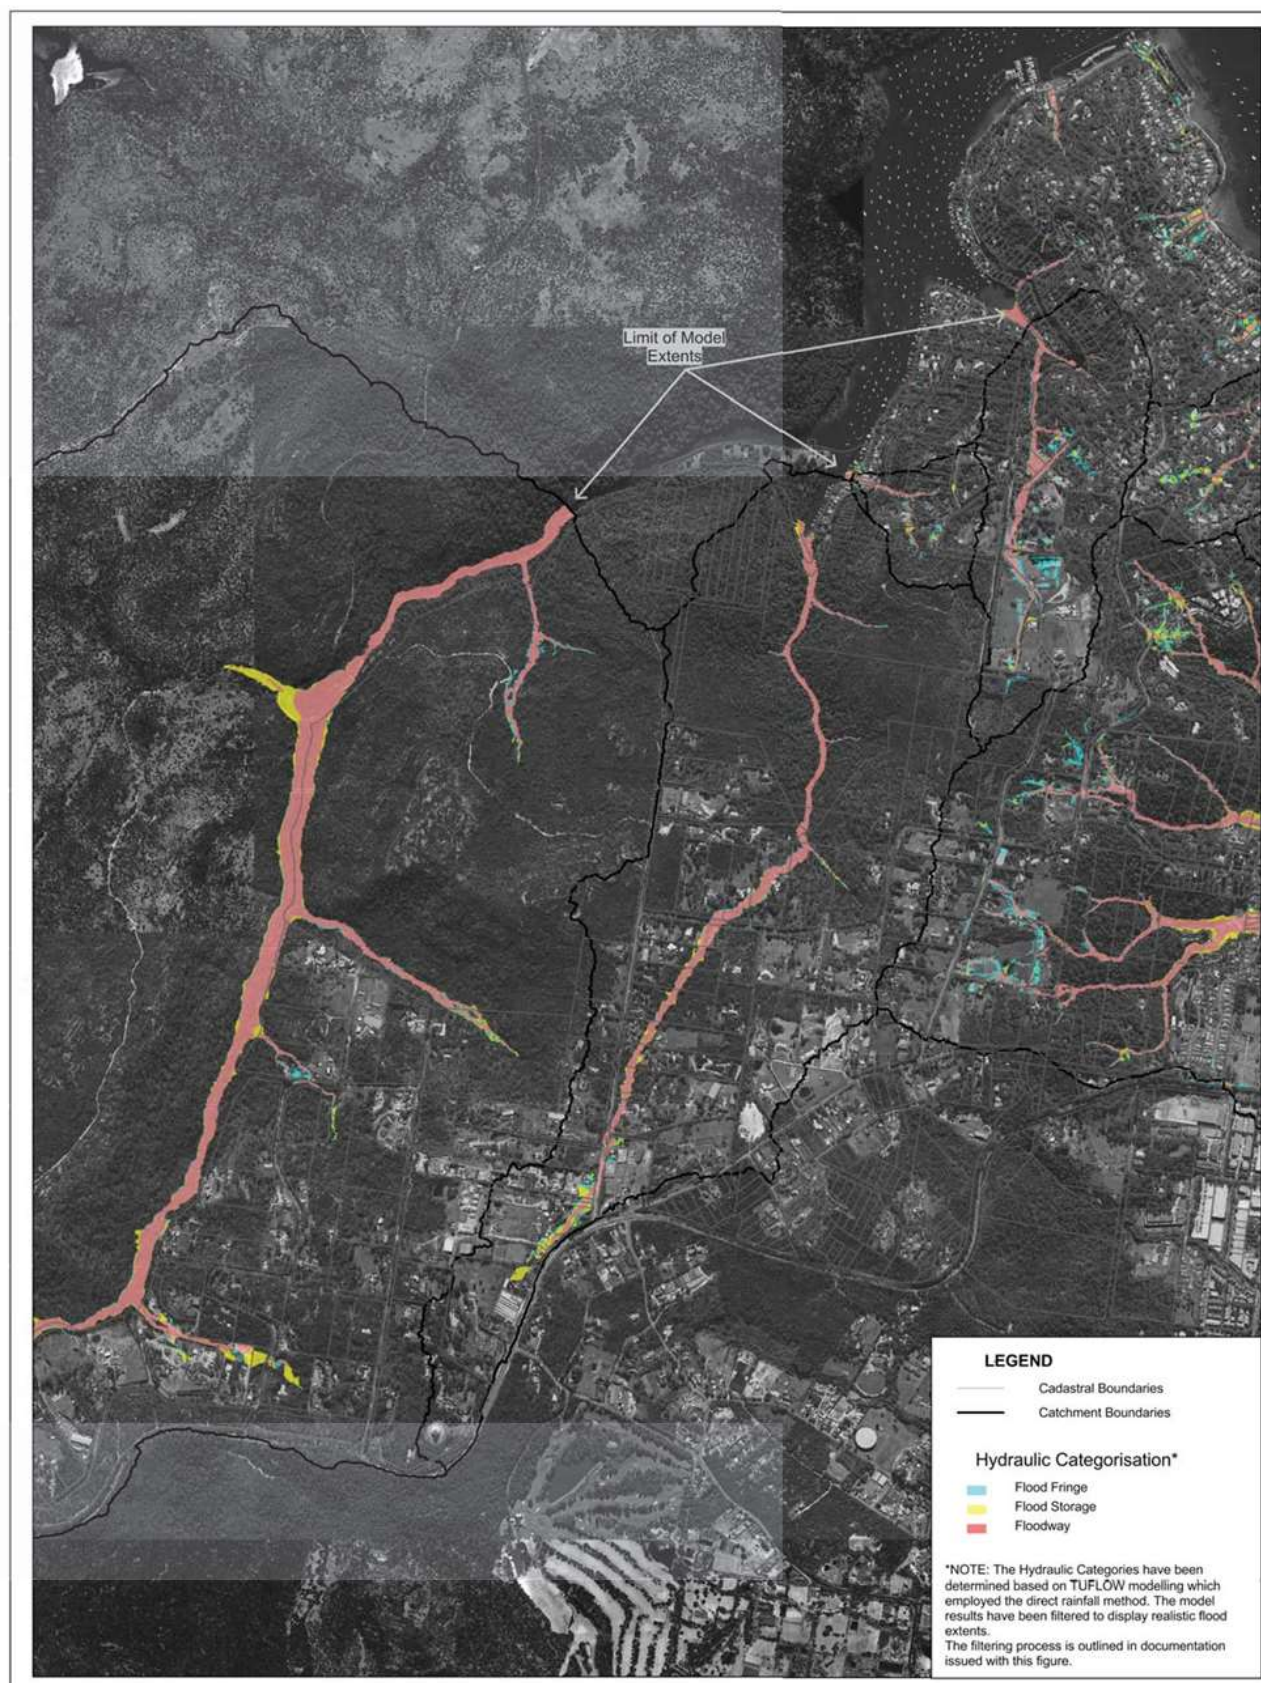 Limit of Model
Extents
LEGEND
Cadastral Boundaries
Catchment Boundaries
Hydraulic Categorisation*
Flood Fringe
Flood Storage
Floodway
*NOTE: The Hydraulic Categories have been
determined based on TUFLOW modelling which
employed the direct rainfall method. The model
results have been filtered to display realistic flood
extents.
The filtering process is outlined in documentation
issued with this figure.